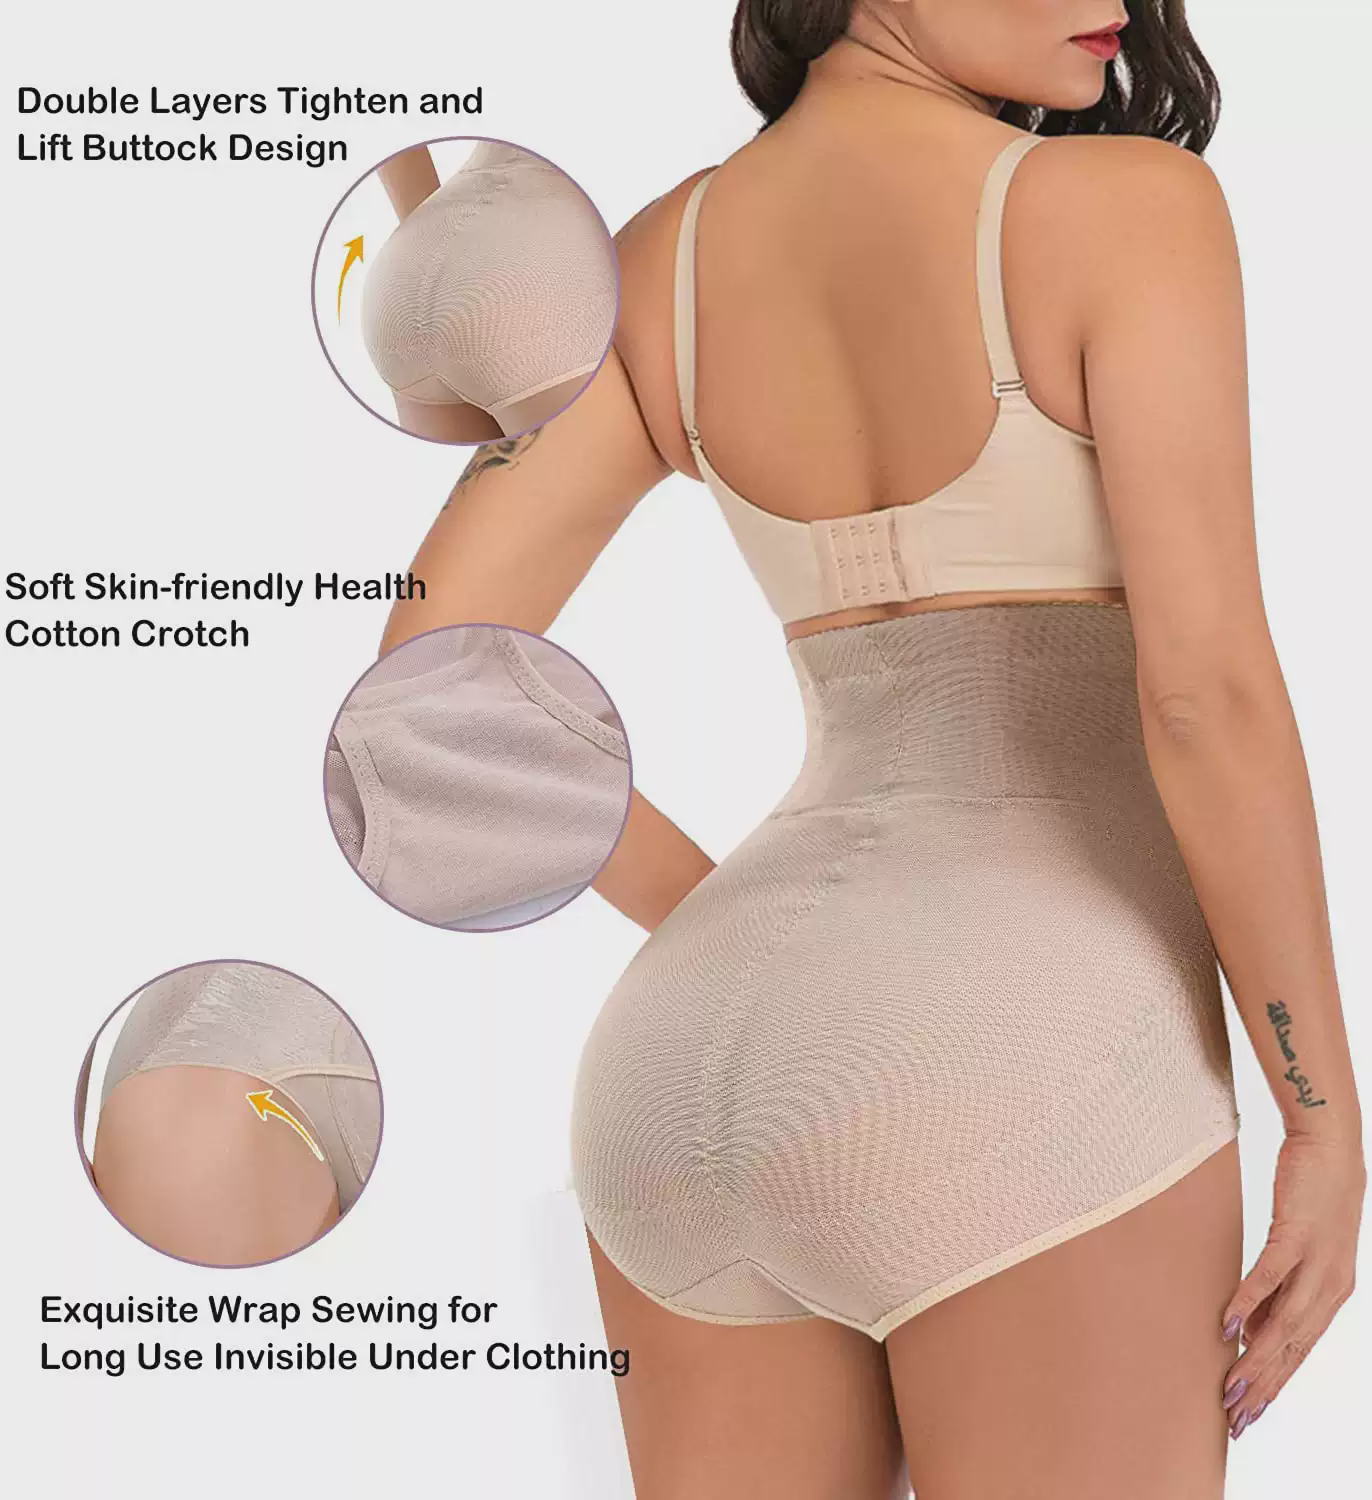 Double Layers Tighten and
Lift Buttock Design
Soft Skin-friendly Health
Cotton Crotch
Exquisite Wrap Sewing for
Long Use Invisible Under Clothing